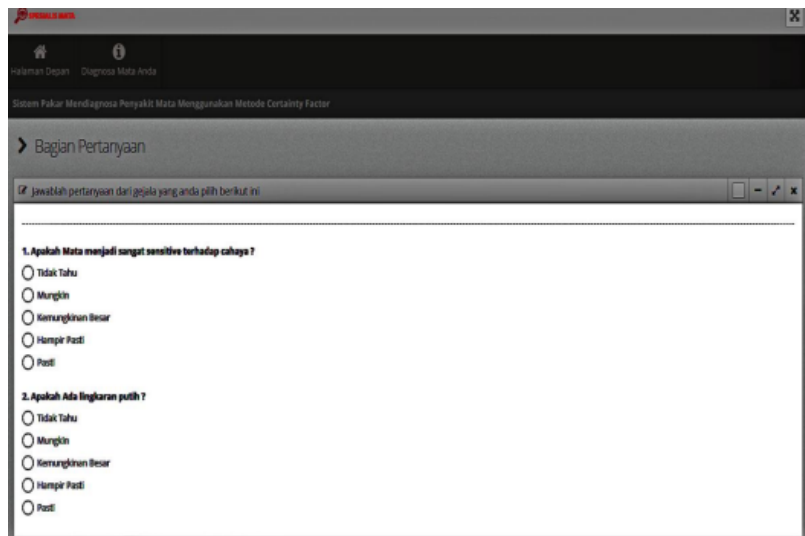 SPESIALIS MATA
Halaman Depan Diagnosa Mata Anda
Sistem Pakar Mendiagnosa Penyakit Mata Menggunakan Metode Certainty Factor
Bagian Pertanyaan
Jawablah pertanyaan dari gejala yang anda pilih berikut ini
1. Apakah Mata menjadi sangat sensitive terhadap cahaya ?
Tidak Tahu
Mungkin
Kemungkinan Besar
Hampir Pasti
Pasti
2. Apakah Ada lingkaran putih ?
Tidak Tahu
Mungkin
Kemungkinan Besar
Hampir Pasti
Pasti